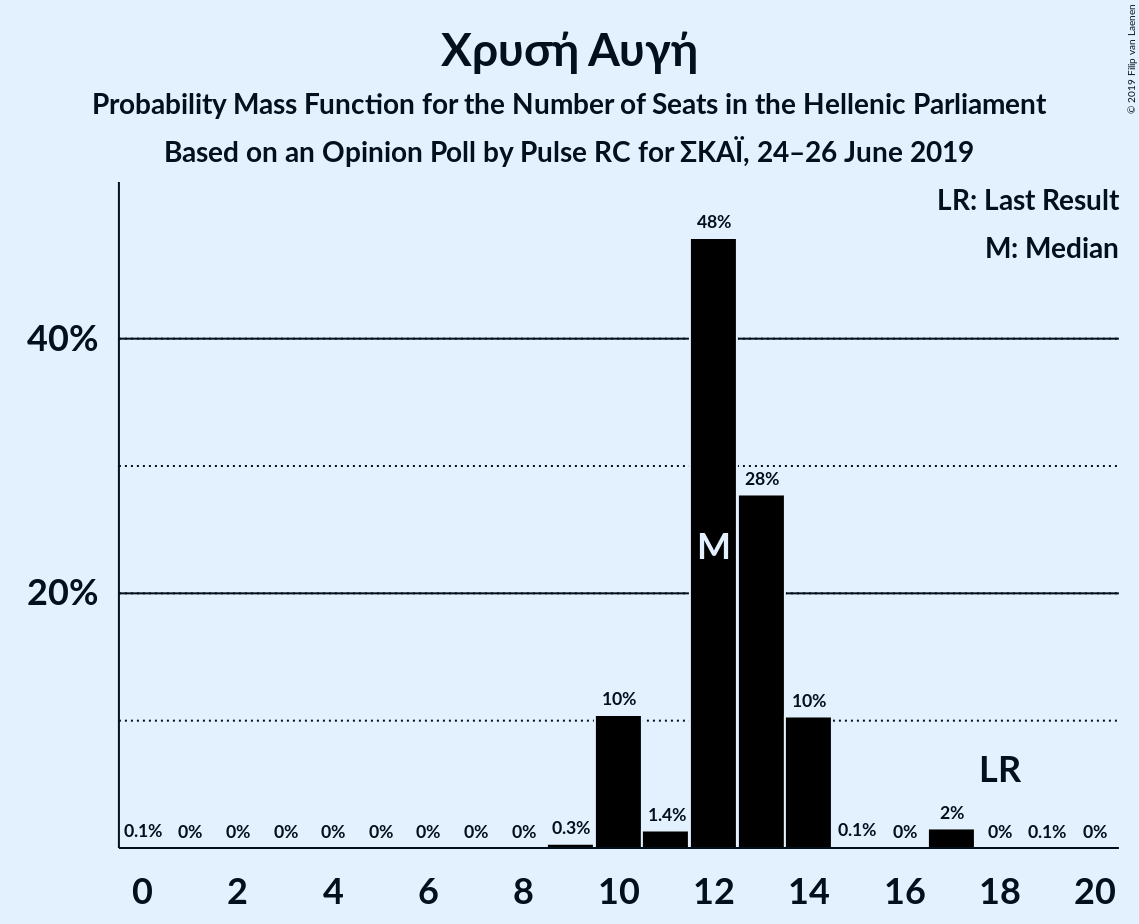 Χρυσή Αυγή
Probability Mass Function for the Number of Seats in the Hellenic Parliament
Based on an Opinion Poll by Pulse RC for ΣΚΑΪ, 24–26 June 2019
© 2019 Filip van Laenen
LR: Last Result
M: Median
48%
40%
28%
M
20%
10% 10%
LR
0.1% 0% 0% 0% 0% 0% 0% 0% 0% 0.3% 1.4% 0.1% 0% 2% 0% 0.1% 0%
0 2 4 6 8 10 12 14 16 18 20